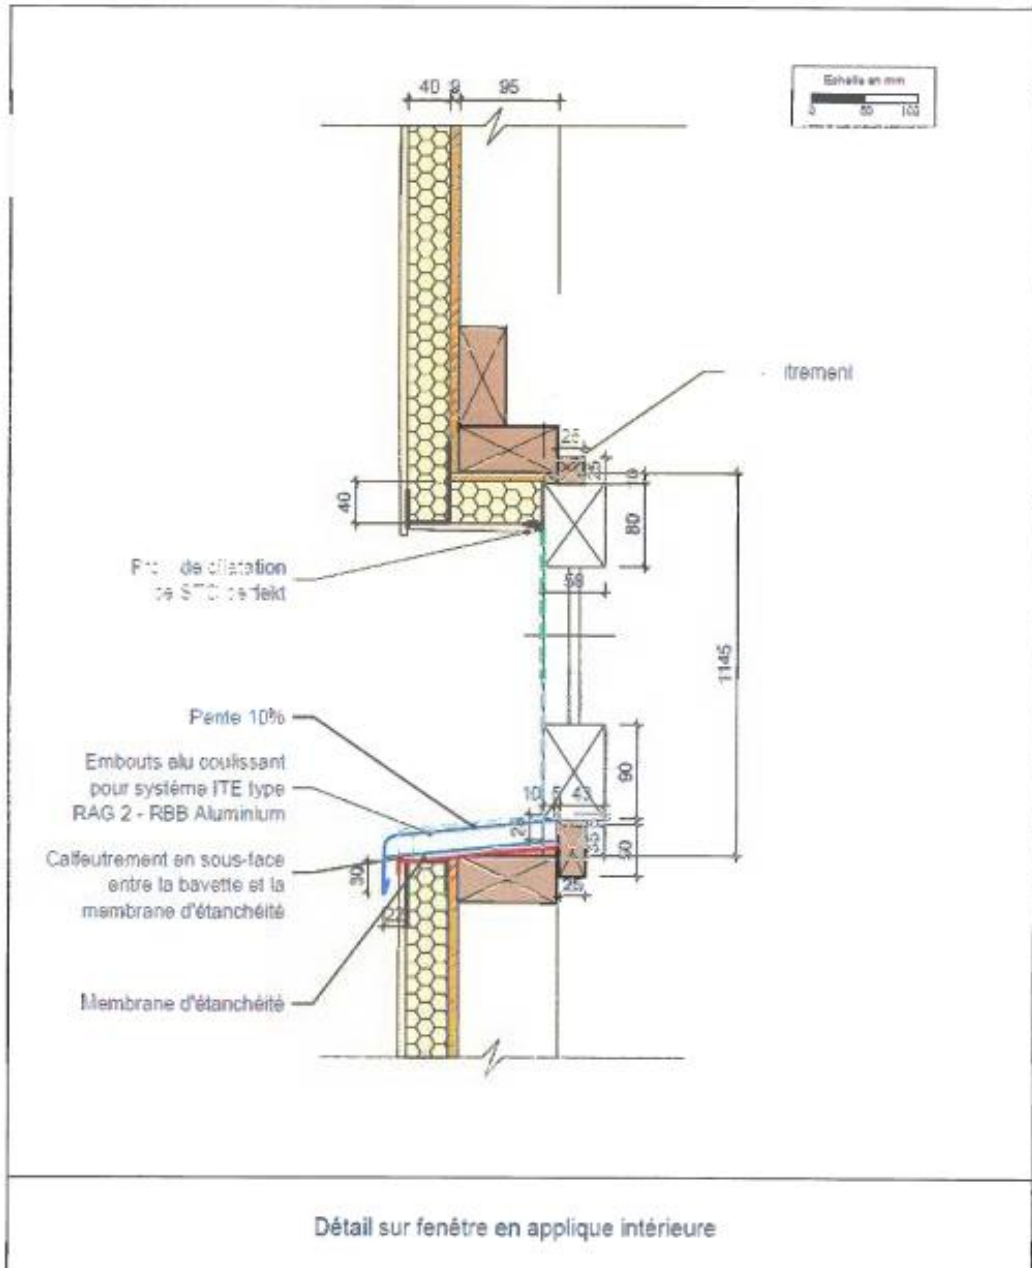 40 9 95
Echelle en mm
0 50 100
25
25
40
80
58
de dilatation
1145
Pente 10%
90
Embouts alu coulissant
pour système ITE type
RAG 2 - RBB Aluminium
10 5 43
35
50
Calfeutrement en sous-face
entre la bavette et la
membrane d'étanchéité
30
25
22
Membrane d'étanchéité
Détail sur fenêtre en applique intérieure